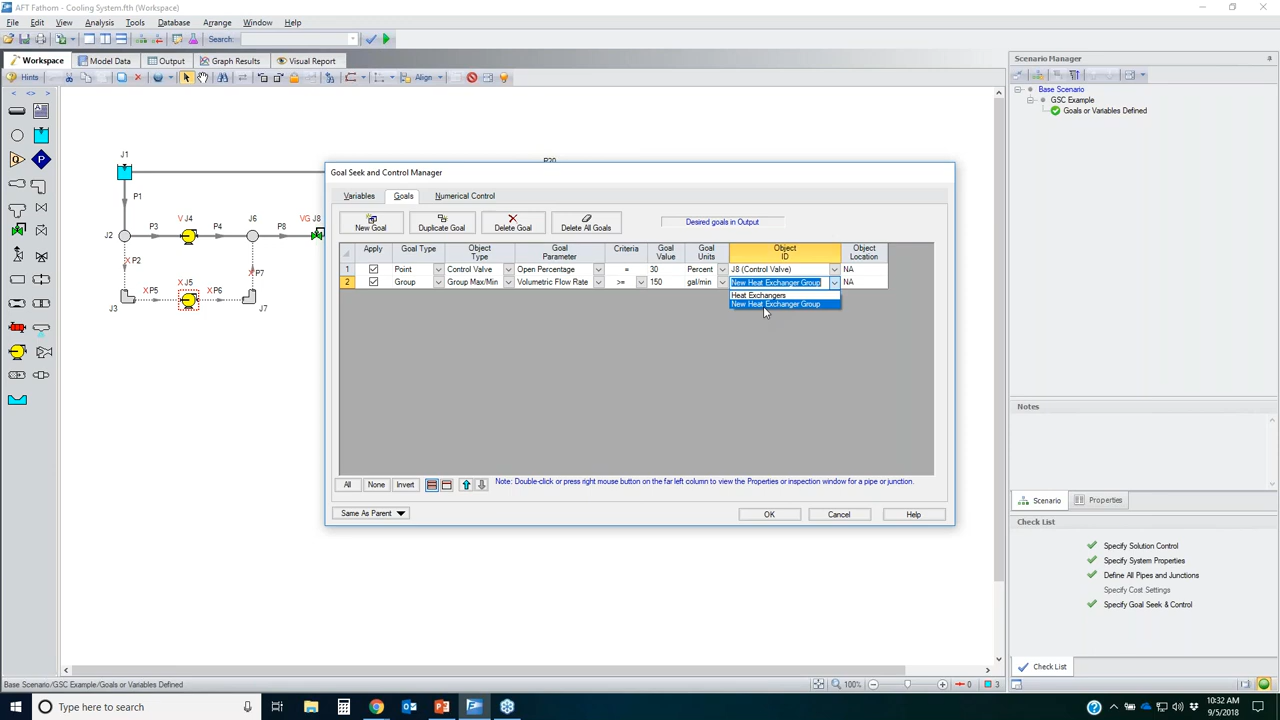 AFT Fathom - Cooling System.fth (Workspace)
File Edit View Analysis Tools Database Arrange Window Help
Search:
Workspace Model Data Output Graph Results Visual Report
Hints Align
Scenario Manager
Base Scenario
GSC Example
Goals or Variables Defined
J1
P20
P1
J2 P3 V J4 J6 P8 VG J8
X P2 X P7
X J5
P5 P6
J3 J7
Goal Seek and Control Manager
Variables Goals Numerical Control
New Goal Duplicate Goal Delete Goal Delete All Goals Desired goals in Output
Apply Goal Type Object Type Goal Parameter Criteria Goal Value Goal Units Object ID Object Location
1 Point Control Valve Open Percentage = 30 Percent J8 (Control Valve) NA
2 Group Group Max/Min Volumetric Flow Rate >= 150 gal/min New Heat Exchanger Group NA
Heat Exchangers
New Heat Exchanger Group
All None Invert Note: Double-click or press right mouse button on the far left column to view the Properties or inspection window for a pipe or junction.
Same As Parent OK Cancel Help
Notes
Scenario Properties
Check List
Specify Solution Control
Specify System Properties
Define All Pipes and Junctions
Specify Cost Settings
Specify Goal Seek & Control
Check List
Base Scenario/GSC Example/Goals or Variables Defined 100% 0 3
Type here to search
10:32 AM
9/5/2018